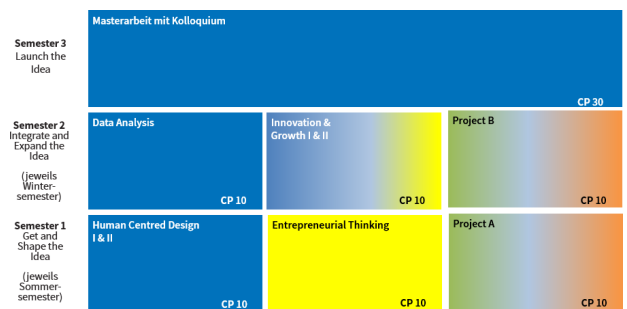 Semester 3
Launch the
Idea
Masterarbeit mit Kolloquium
CP 30
Semester 2
Integrate and
Expand the
Idea
(jeweils
Winter-
semester)
Data Analysis
CP 10
Innovation &
Growth I & II
CP 10
Project B
CP 10
Semester 1
Get and
Shape the
Idea
(jeweils
Sommer-
semester)
Human Centred Design
I & II
CP 10
Entrepreneurial Thinking
CP 10
Project A
CP 10